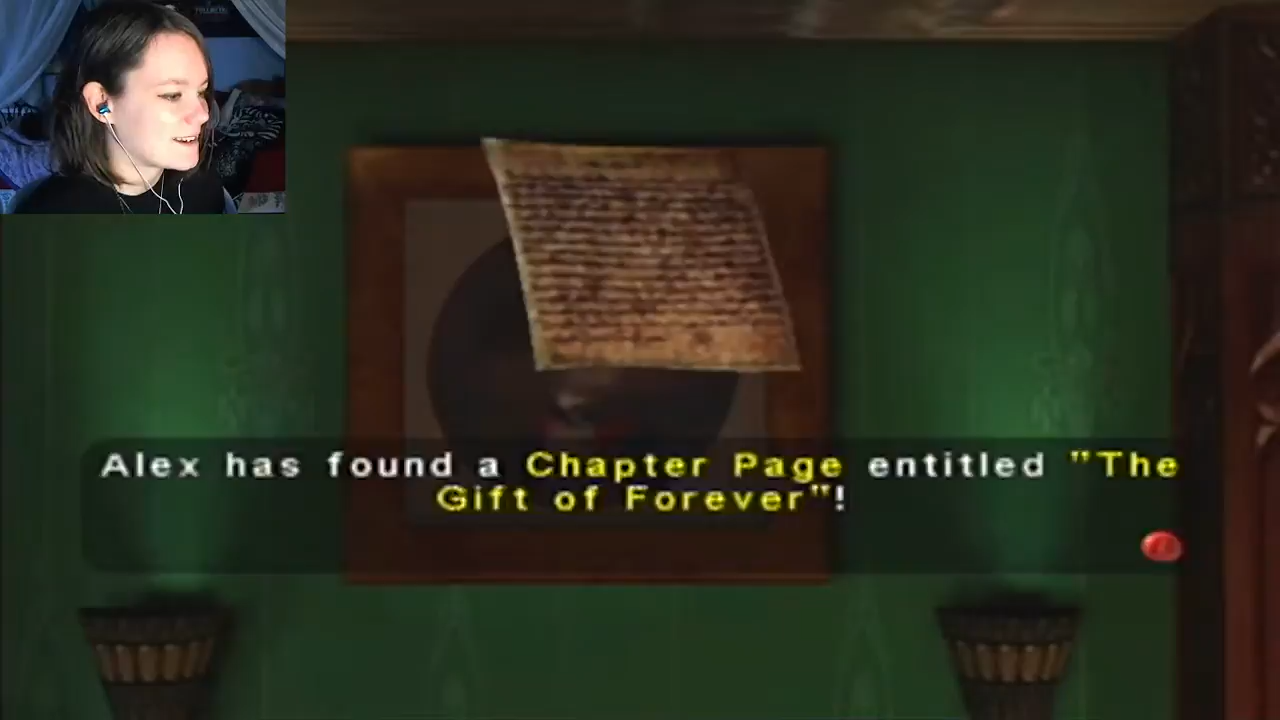 Alex has found a Chapter Page entitled "The
Gift of Forever"!